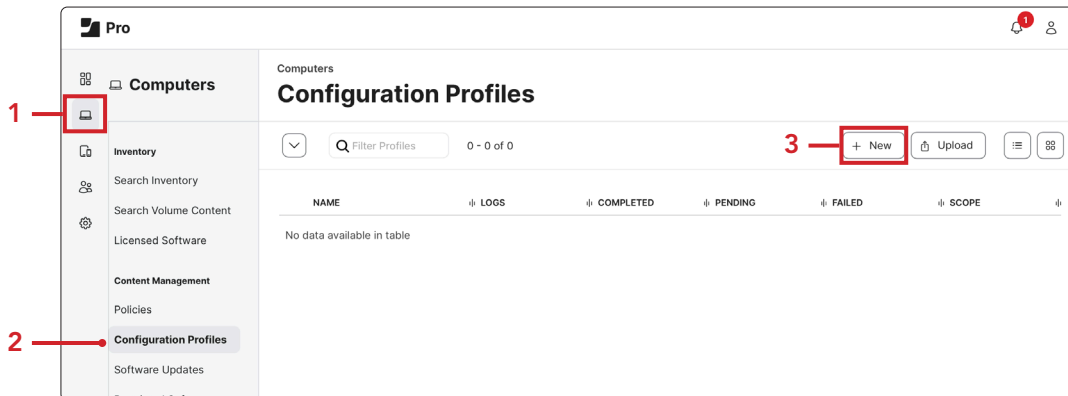 Pro
1
Computers
Computers
Configuration Profiles
1
Inventory
Search Inventory
Search Volume Content
Licensed Software
Content Management
Policies
2
Configuration Profiles
Software Updates
Filter Profiles
0 - 0 of 0
3
+ New
Upload
NAME LOGS COMPLETED PENDING FAILED SCOPE
No data available in table